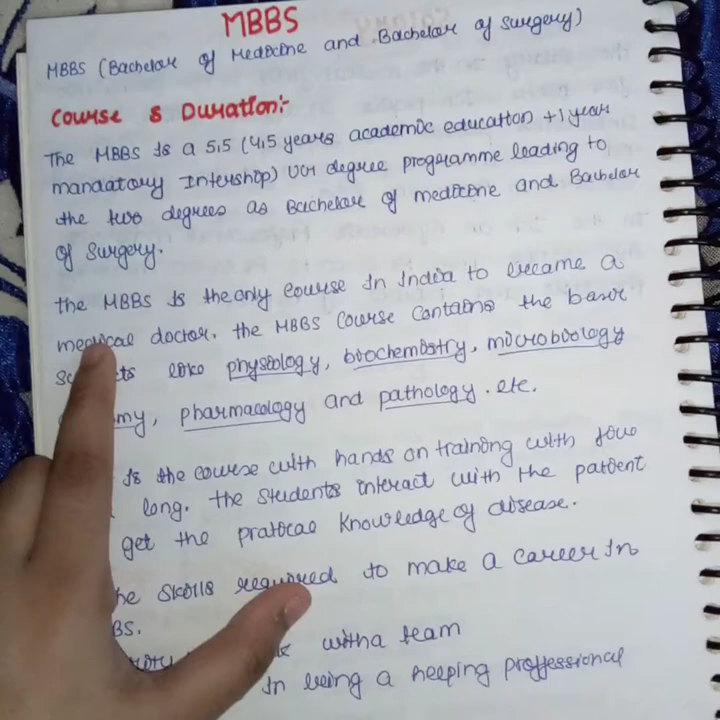 MBBS
MBBS (Bachelor of Medicine and Bachelor of Surgery)
Course & Duration:-
The MBBS is a 5.5 (4.5 years academic education +1 year
mandatory Intership) UG degree programme leading to
the two degrees as Bachelor of medicine and Bachelor
of Surgery.
the MBBS is the only course in India to became a
medical doctor. the MBBS course contains the basic
like physiology, biochemistry, microbiology
pharmacology and pathology. etc.
is the course with hands on training with
long. the students interact with the patient
get the pratical knowledge of disease.
skills required to make a career in
witha team
in being a helping proffessional